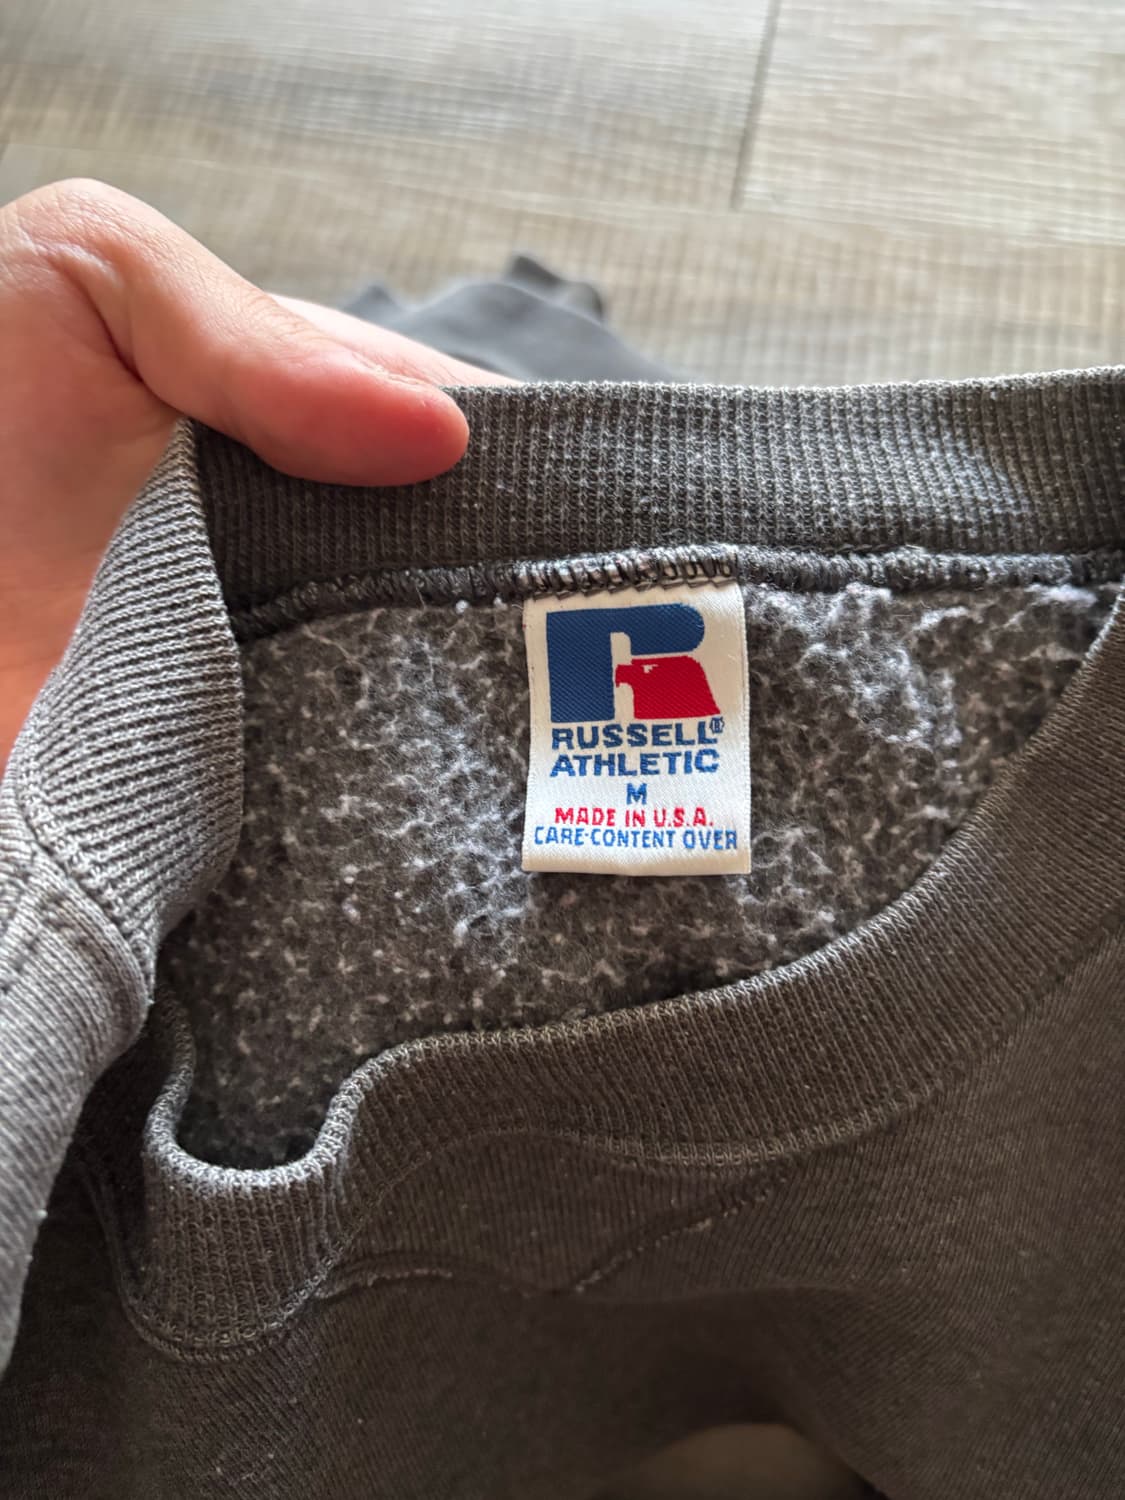 R
RUSSELL®
ATHLETIC
M
MADE IN U.S.A.
CARE-CONTENT OVER